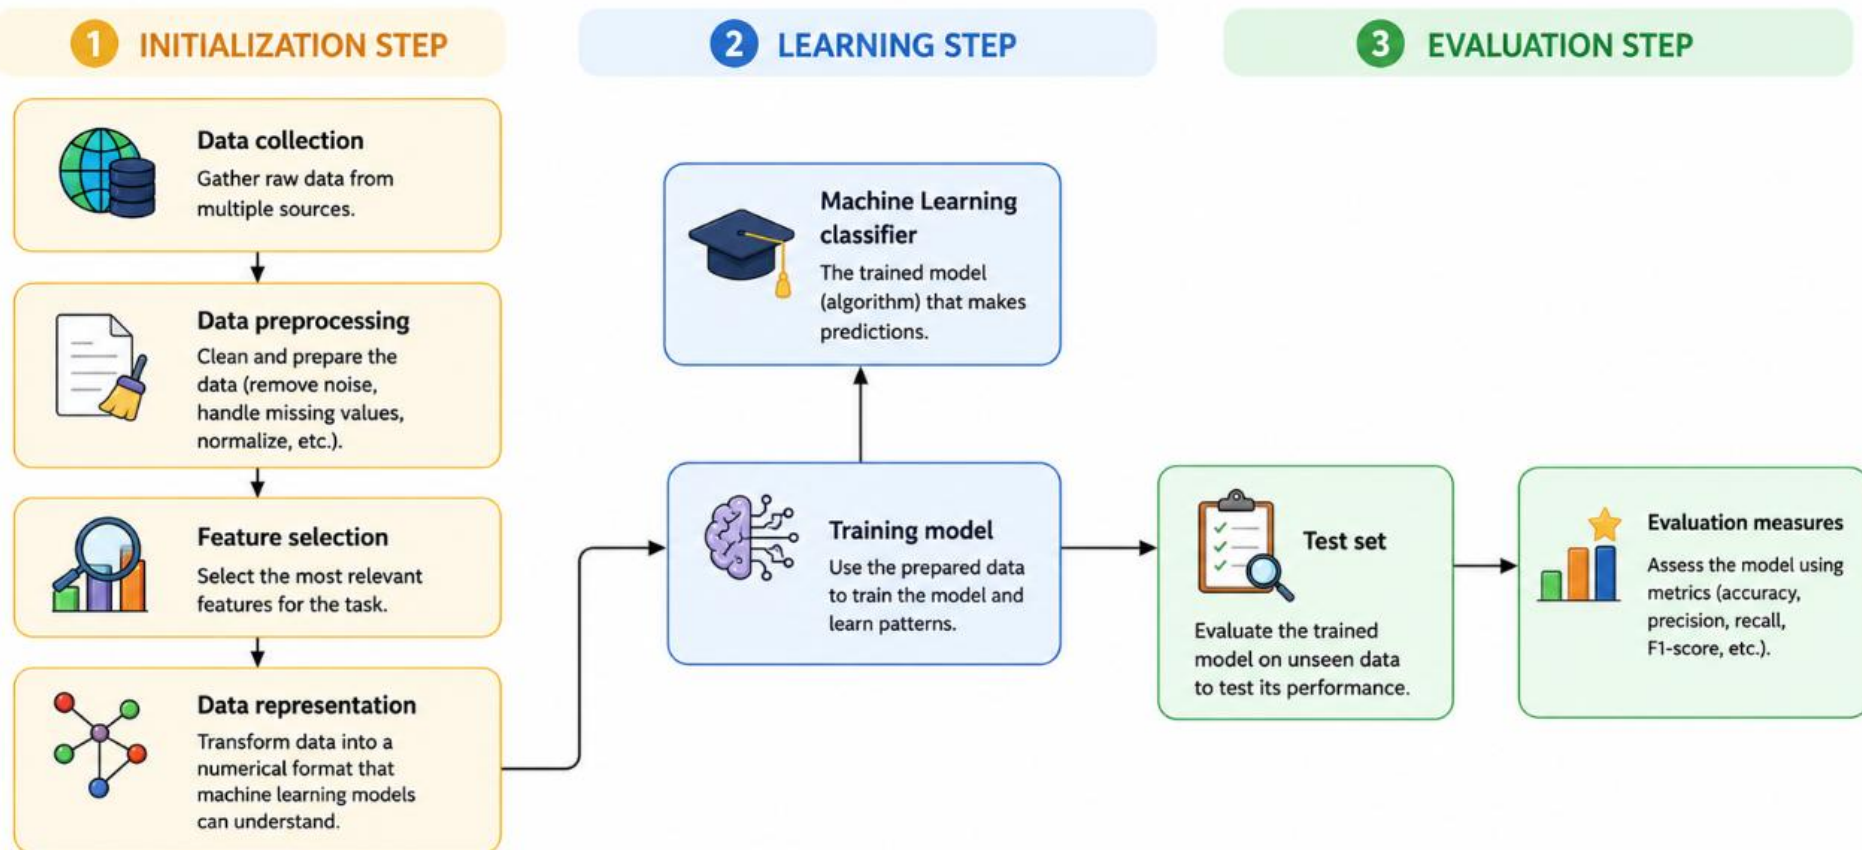 1 INITIALIZATION STEP
Data collection
Gather raw data from
multiple sources.
Data preprocessing
Clean and prepare the
data (remove noise,
handle missing values,
normalize, etc.).
Feature selection
Select the most relevant
features for the task.
Data representation
Transform data into a
numerical format that
machine learning models
can understand.
2 LEARNING STEP
Machine Learning
classifier
The trained model
(algorithm) that makes
predictions.
Training model
Use the prepared data
to train the model and
learn patterns.
3 EVALUATION STEP
Test set
Evaluate the trained
model on unseen data
to test its performance.
Evaluation measures
Assess the model using
metrics (accuracy,
precision, recall,
F1-score, etc.).